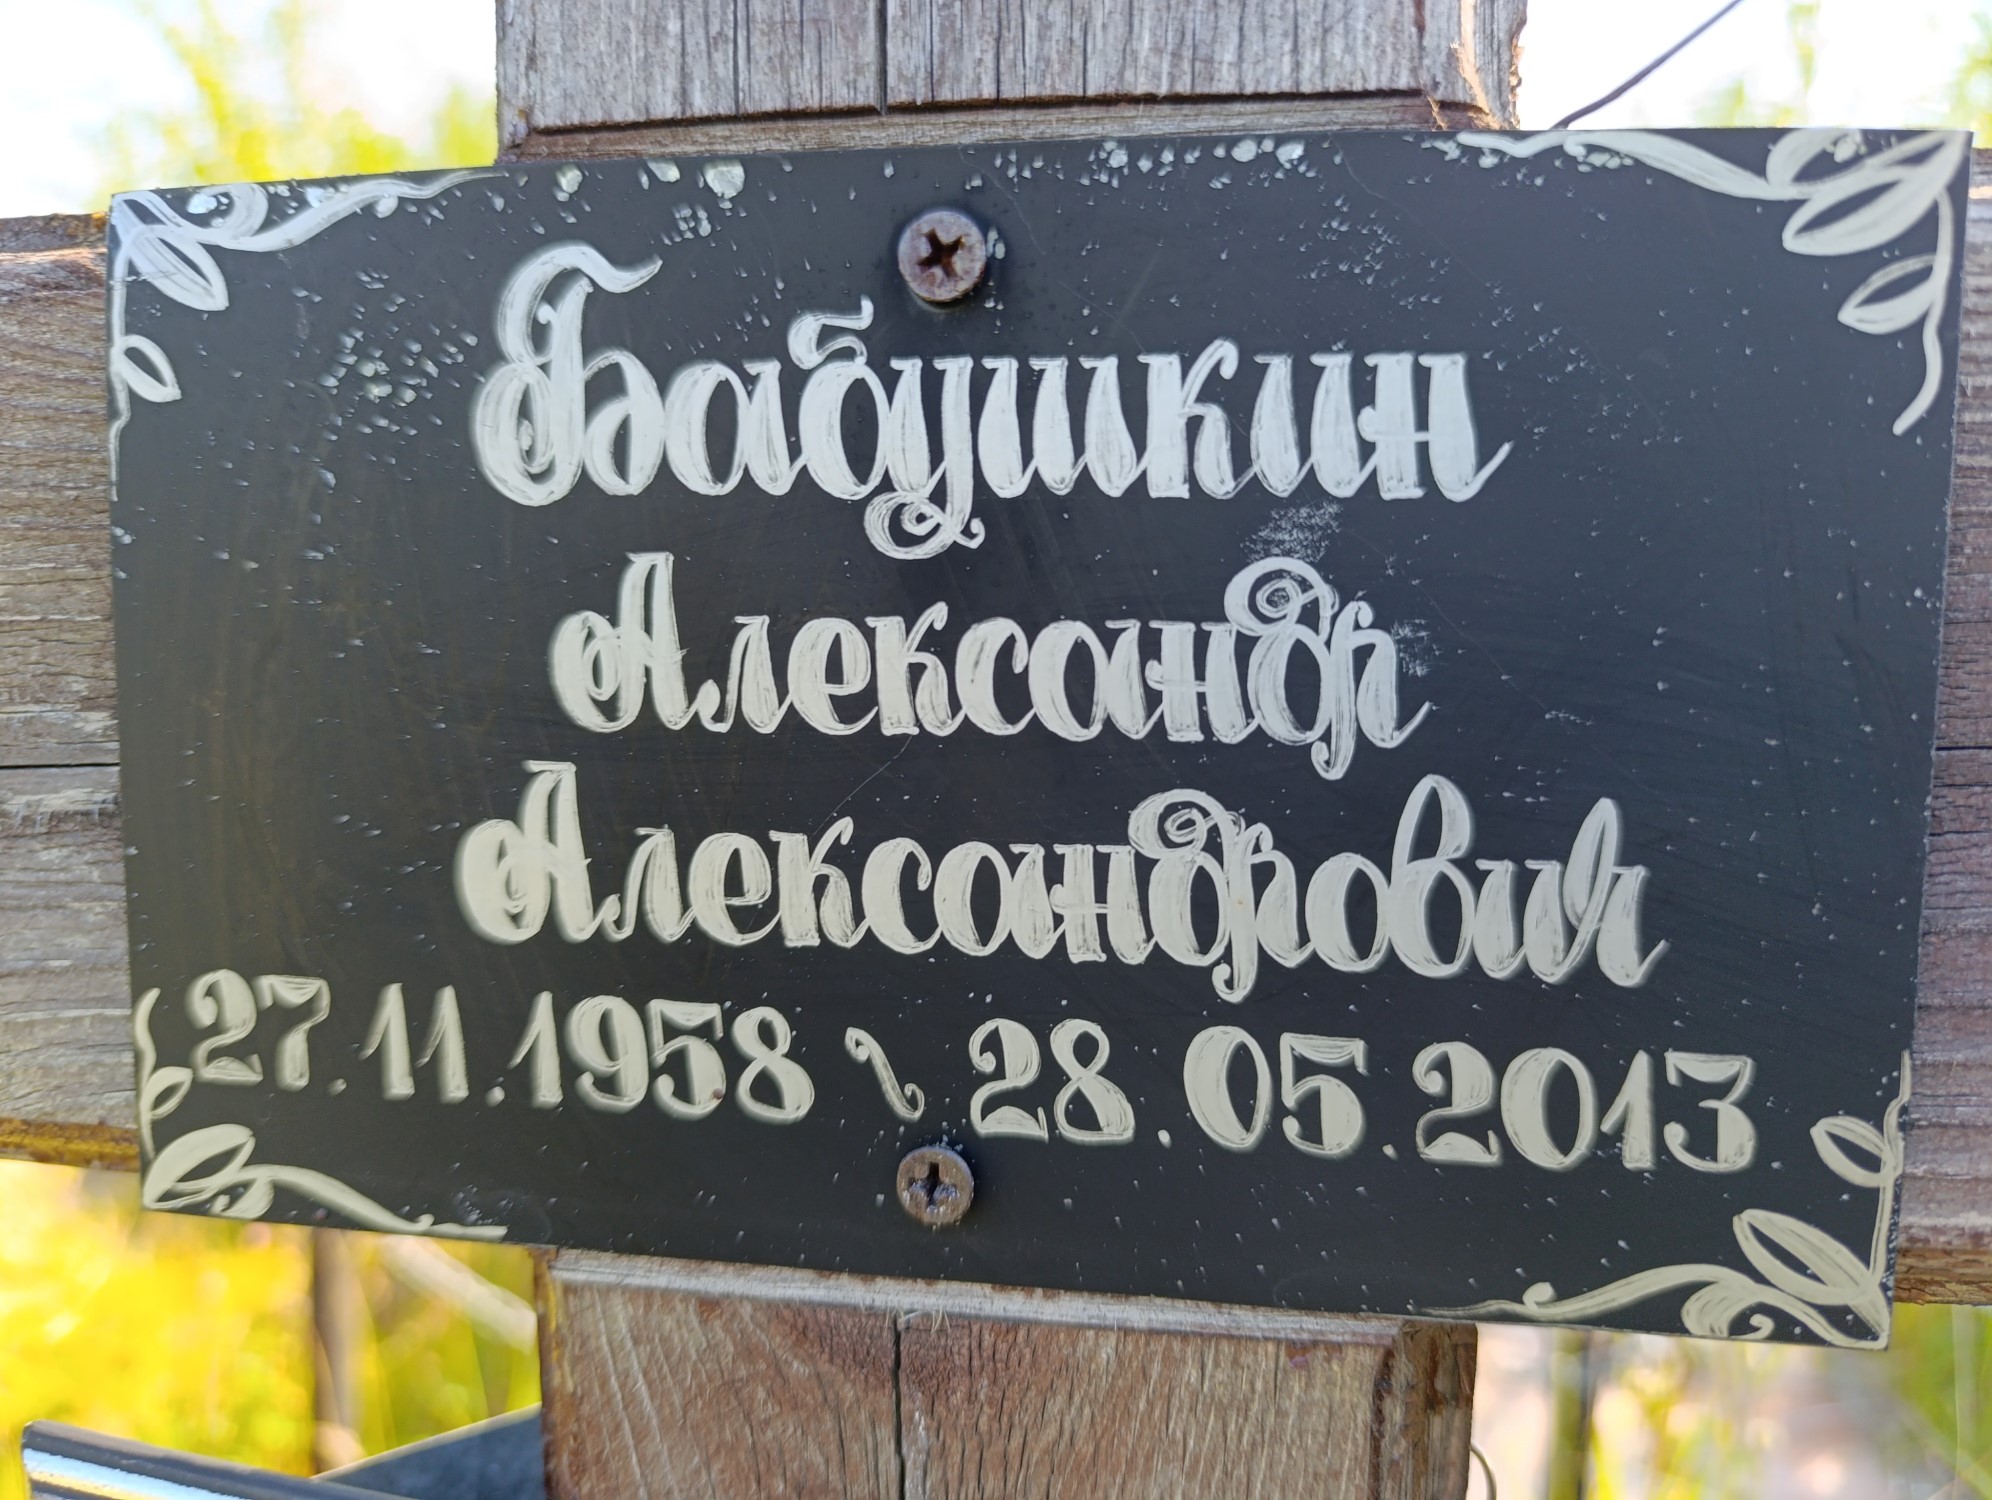 Бабушкин
Александр
Александрович
27.11.1958 ~ 28.05.2013